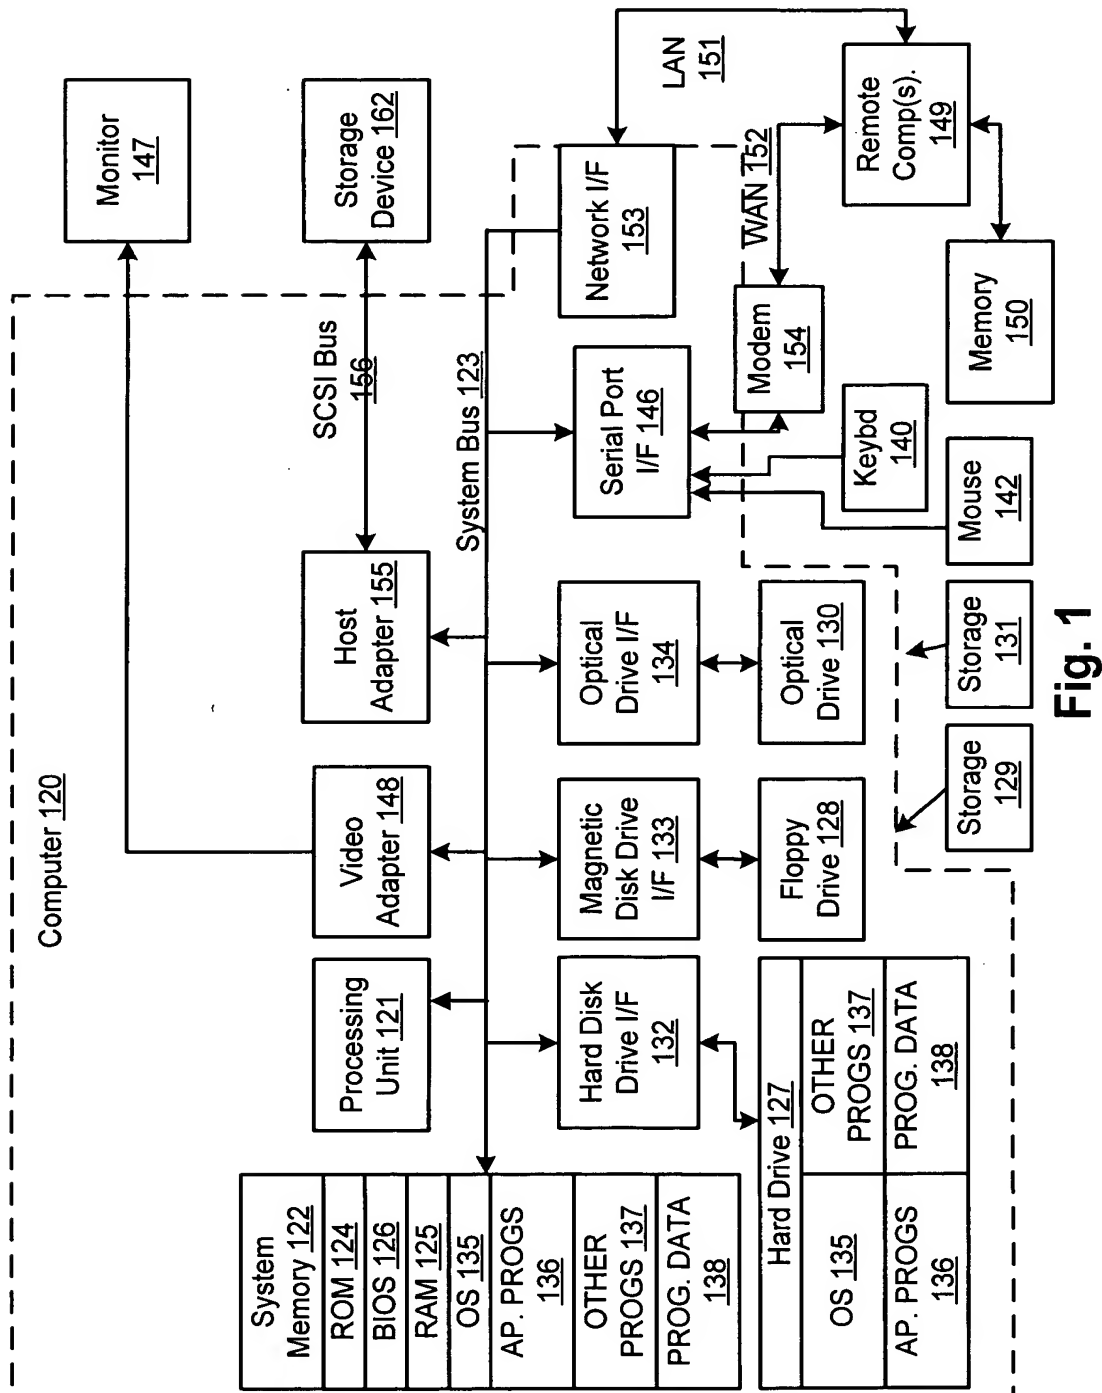 Computer 120
System
Memory 122
ROM 124
BIOS 126
RAM 125
OS 135
AP. PROGS
136
OTHER
PROGS 137
PROG. DATA
138
Processing
Unit 121
Video
Adapter 148
Host
Adapter 155
SCSI Bus
156
Monitor
147
Storage
Device 162
System Bus 123
Hard Disk
Drive I/F
132
Magnetic
Disk Drive
I/F 133
Optical
Drive I/F
134
Serial Port
I/F 146
Network I/F
153
LAN
151
Hard Drive 127
OS 135
OTHER
PROGS 137
AP. PROGS
136
PROG. DATA
138
Floppy
Drive 128
Optical
Drive 130
Modem
154
WAN 152
Remote
Comp(s).
149
Keybd
140
Storage
129
Storage
131
Mouse
142
Memory
150
Fig. 1